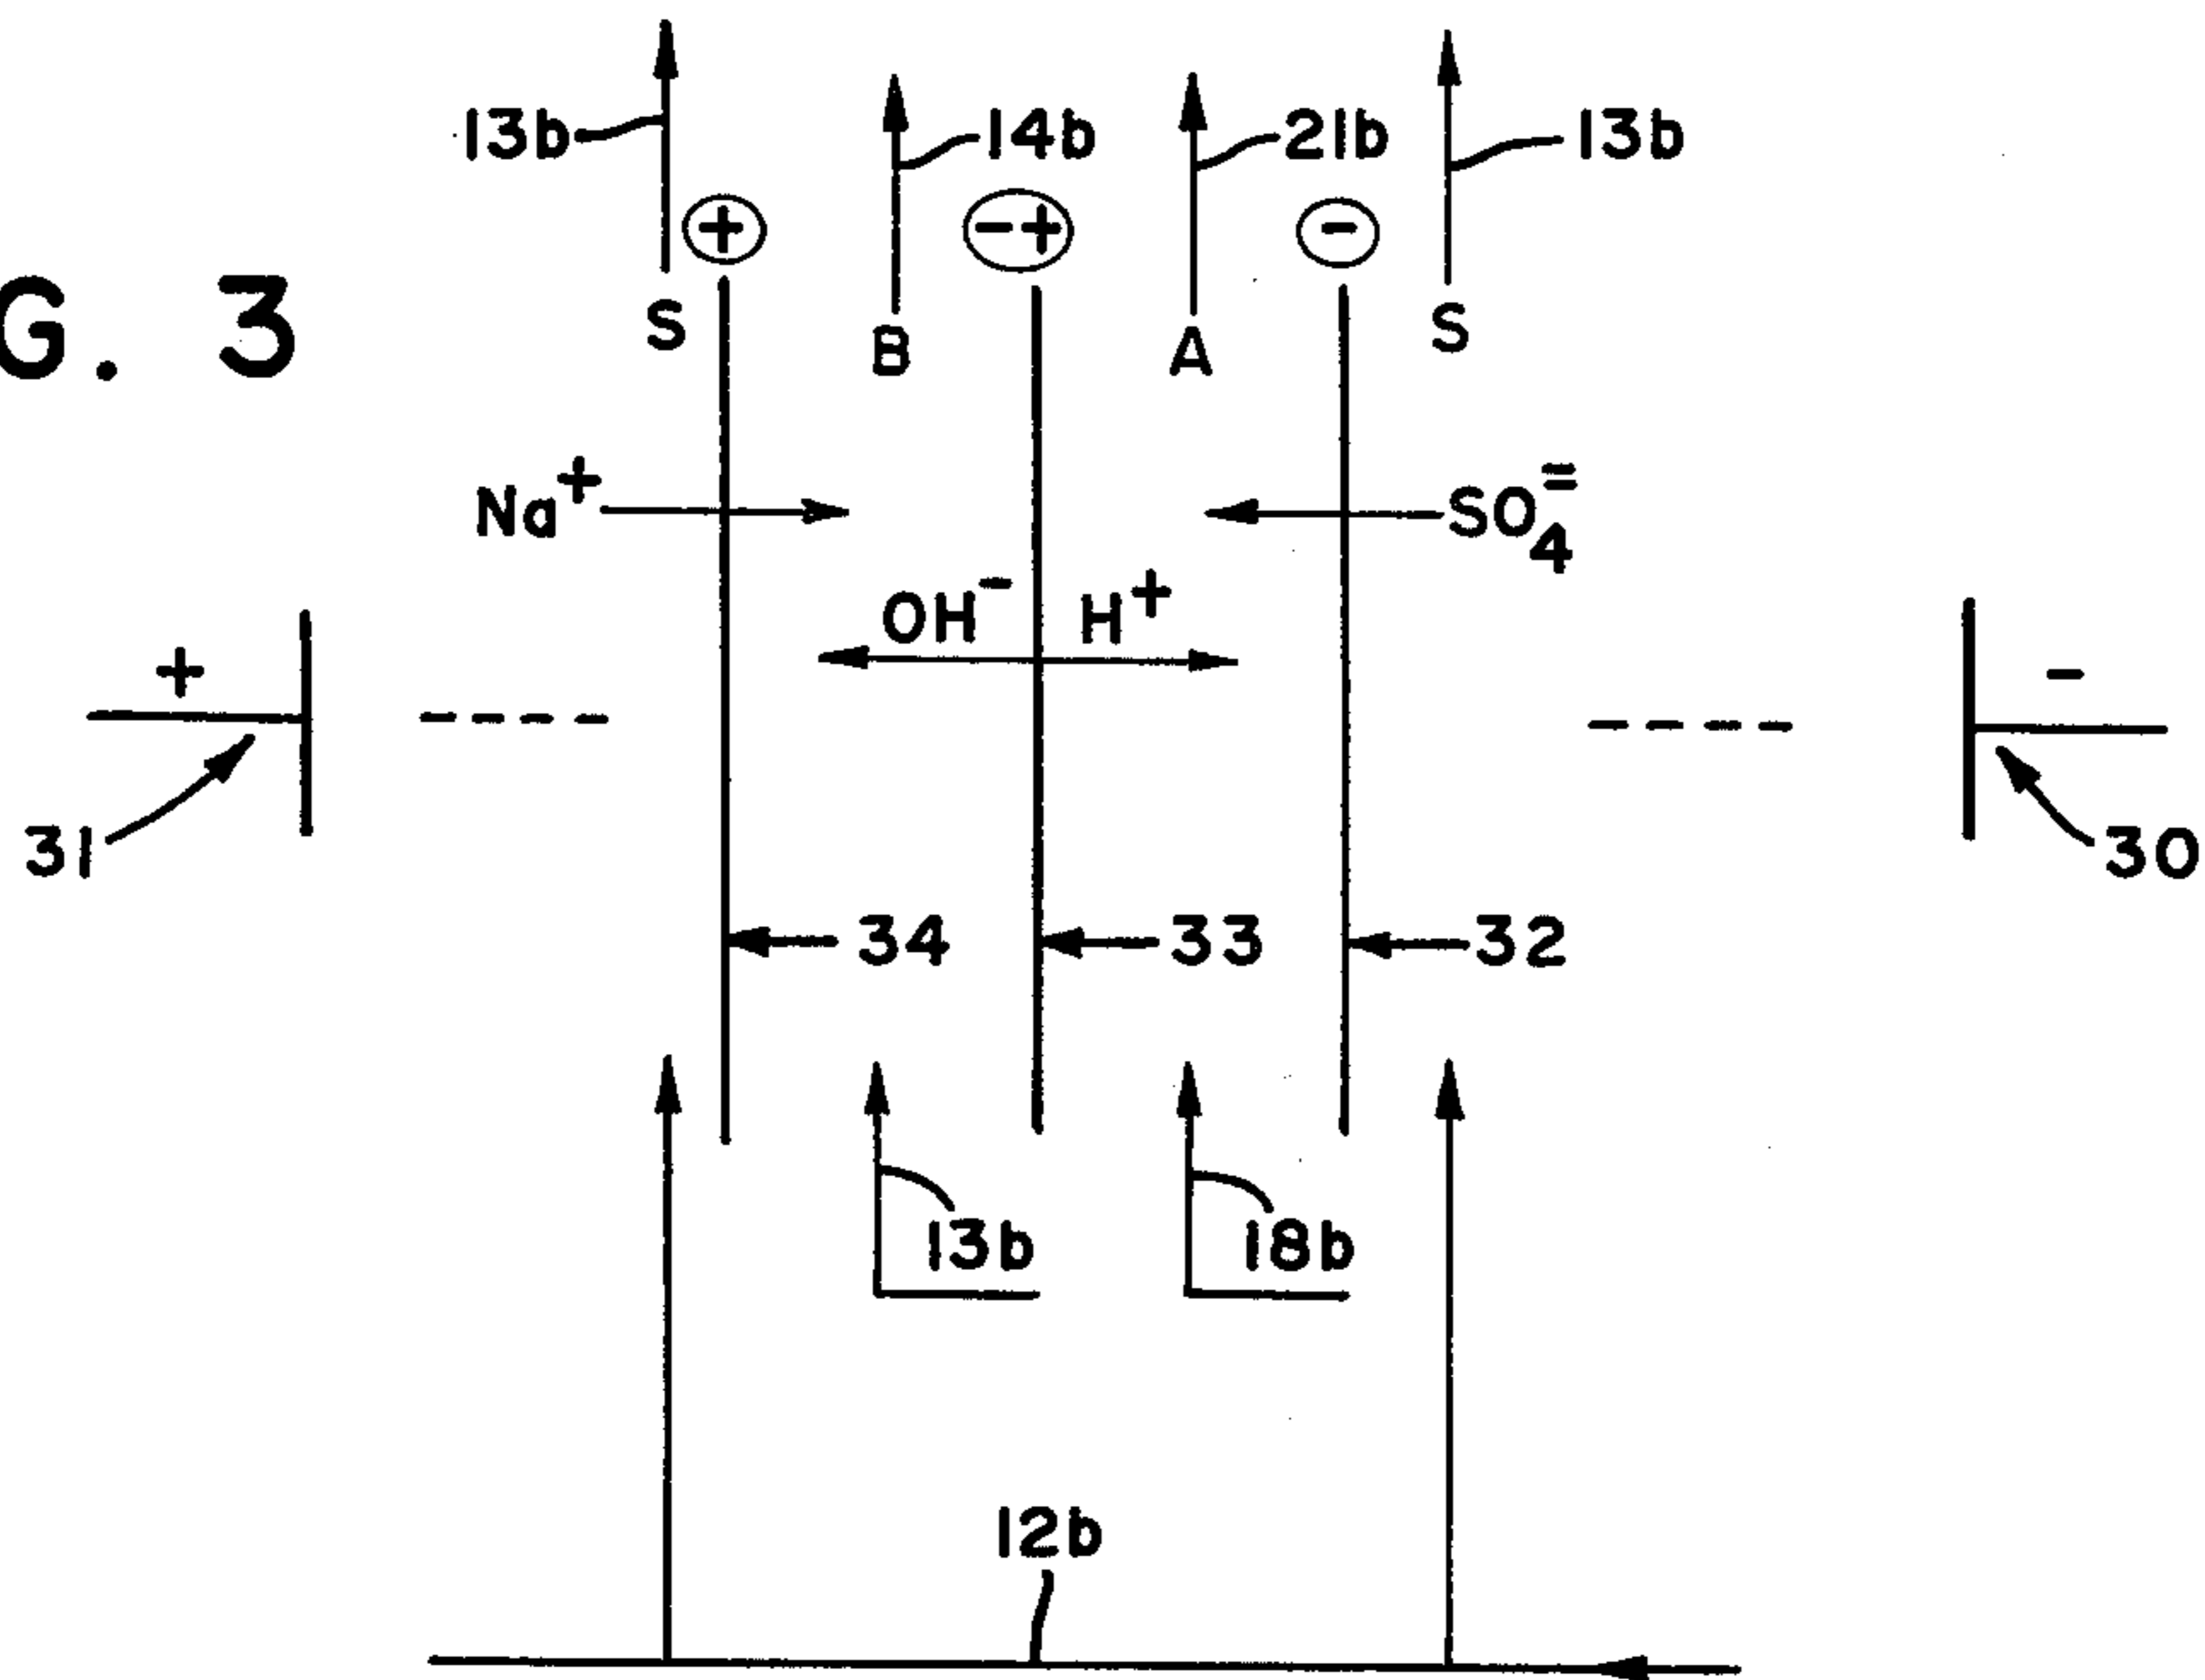 13b 14b 21b 13b
+ -+ -
G. 3
S B A S
Na+ SO4=
OH- H+
+ -
31 30
34 33 32
13b 18b
12b